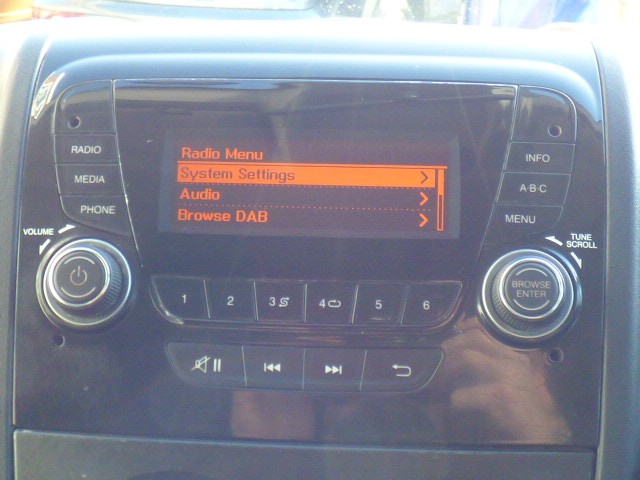 Radio Menu
System Settings
Audio
Browse DAB
RADIO
MEDIA
PHONE
VOLUME
INFO
A·B·C
MENU
TUNE
SCROLL
BROWSE
ENTER
1
2
3
4
5
6